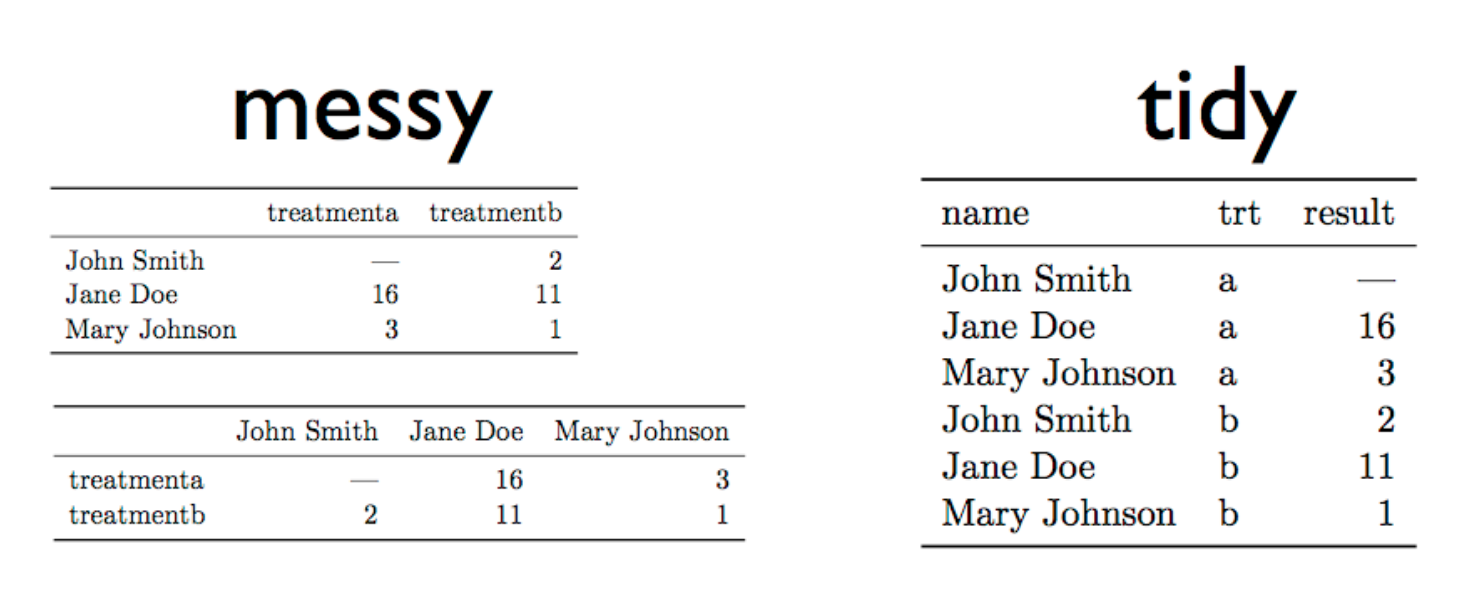 messy
treatmenta treatmentb
John Smith — 2
Jane Doe 16 11
Mary Johnson 3 1
John Smith Jane Doe Mary Johnson
treatmenta — 16 3
treatmentb 2 11 1
tidy
name trt result
John Smith a —
Jane Doe a 16
Mary Johnson a 3
John Smith b 2
Jane Doe b 11
Mary Johnson b 1